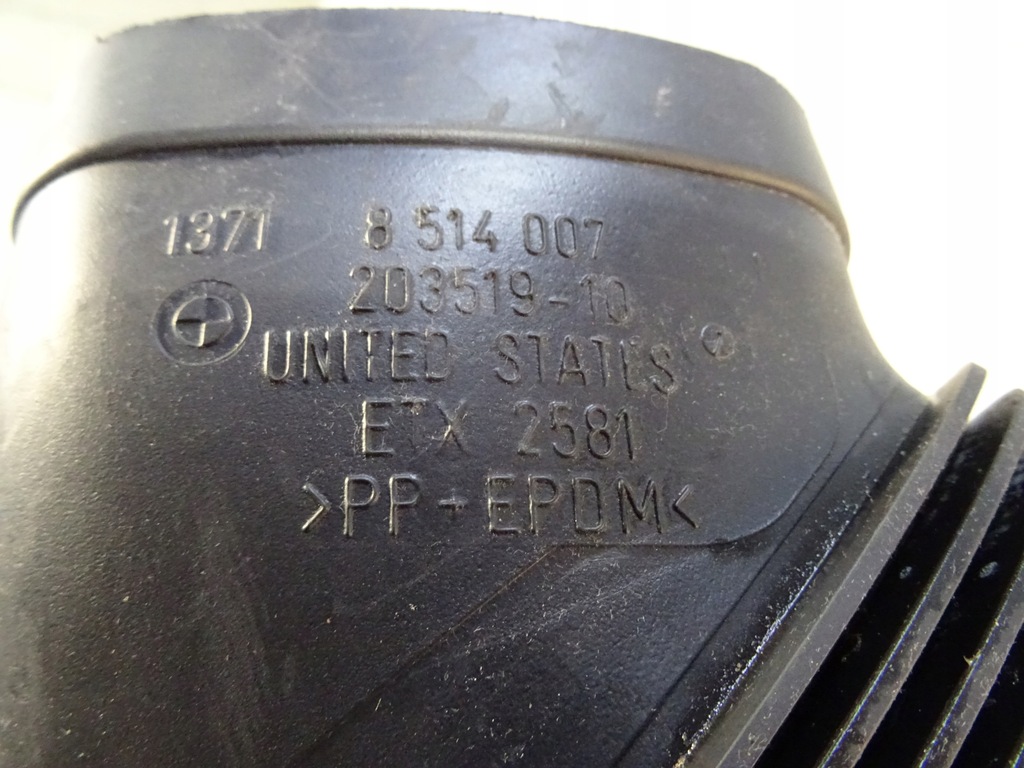 1371 8 514 007
203519-10
UNITED STATES
ETX 2581
>PP+EPDM<